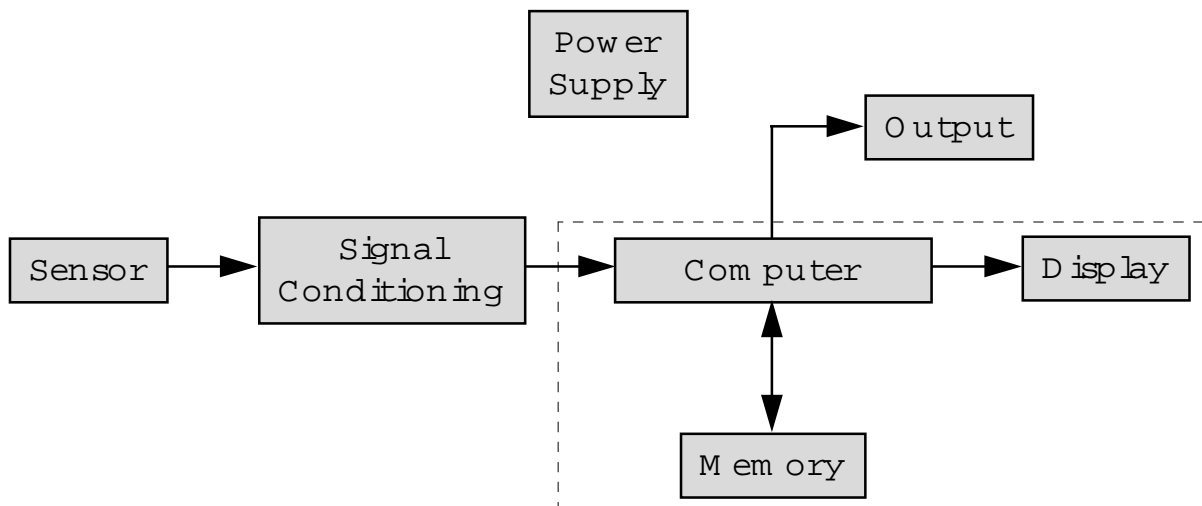 Power
Supply
Output
Sensor
Signal
Conditioning
Computer
Display
Memory